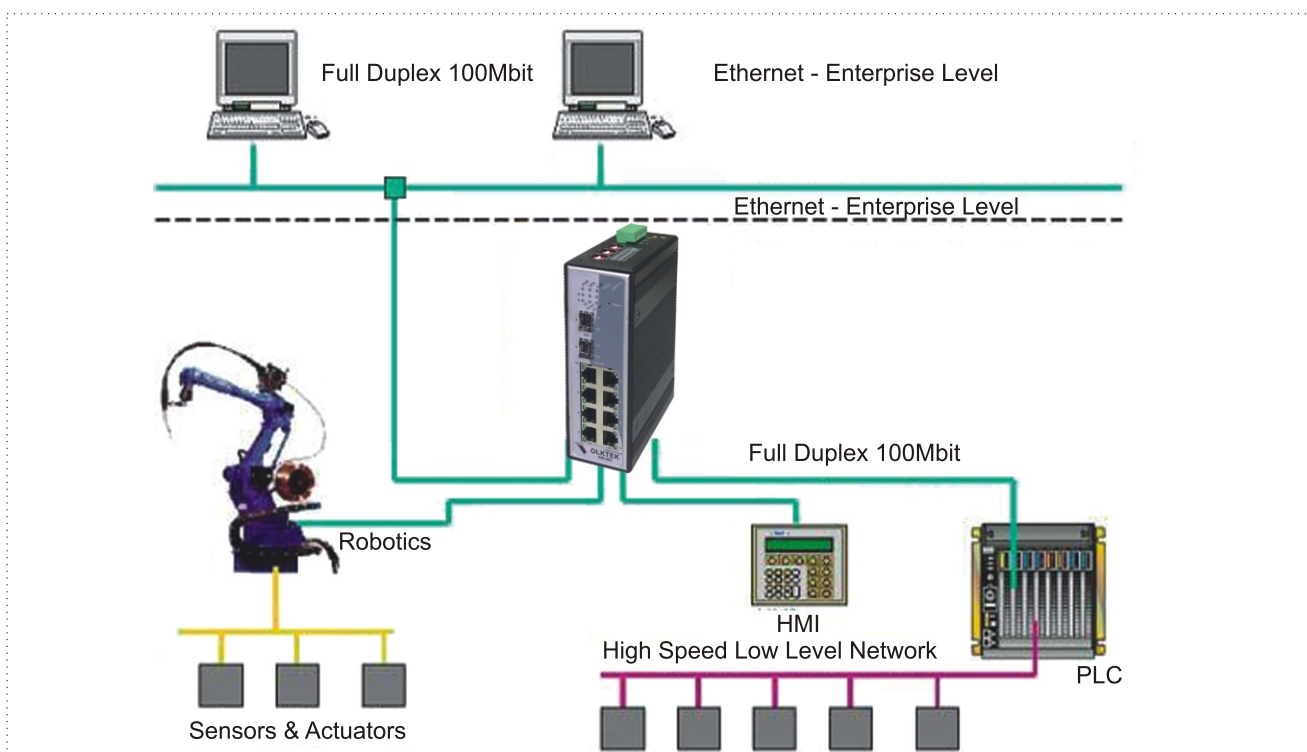 Full Duplex 100Mbit
Ethernet - Enterprise Level
Ethernet - Enterprise Level
OLKTEK
Full Duplex 100Mbit
Robotics
HMI
High Speed Low Level Network
PLC
Sensors & Actuators